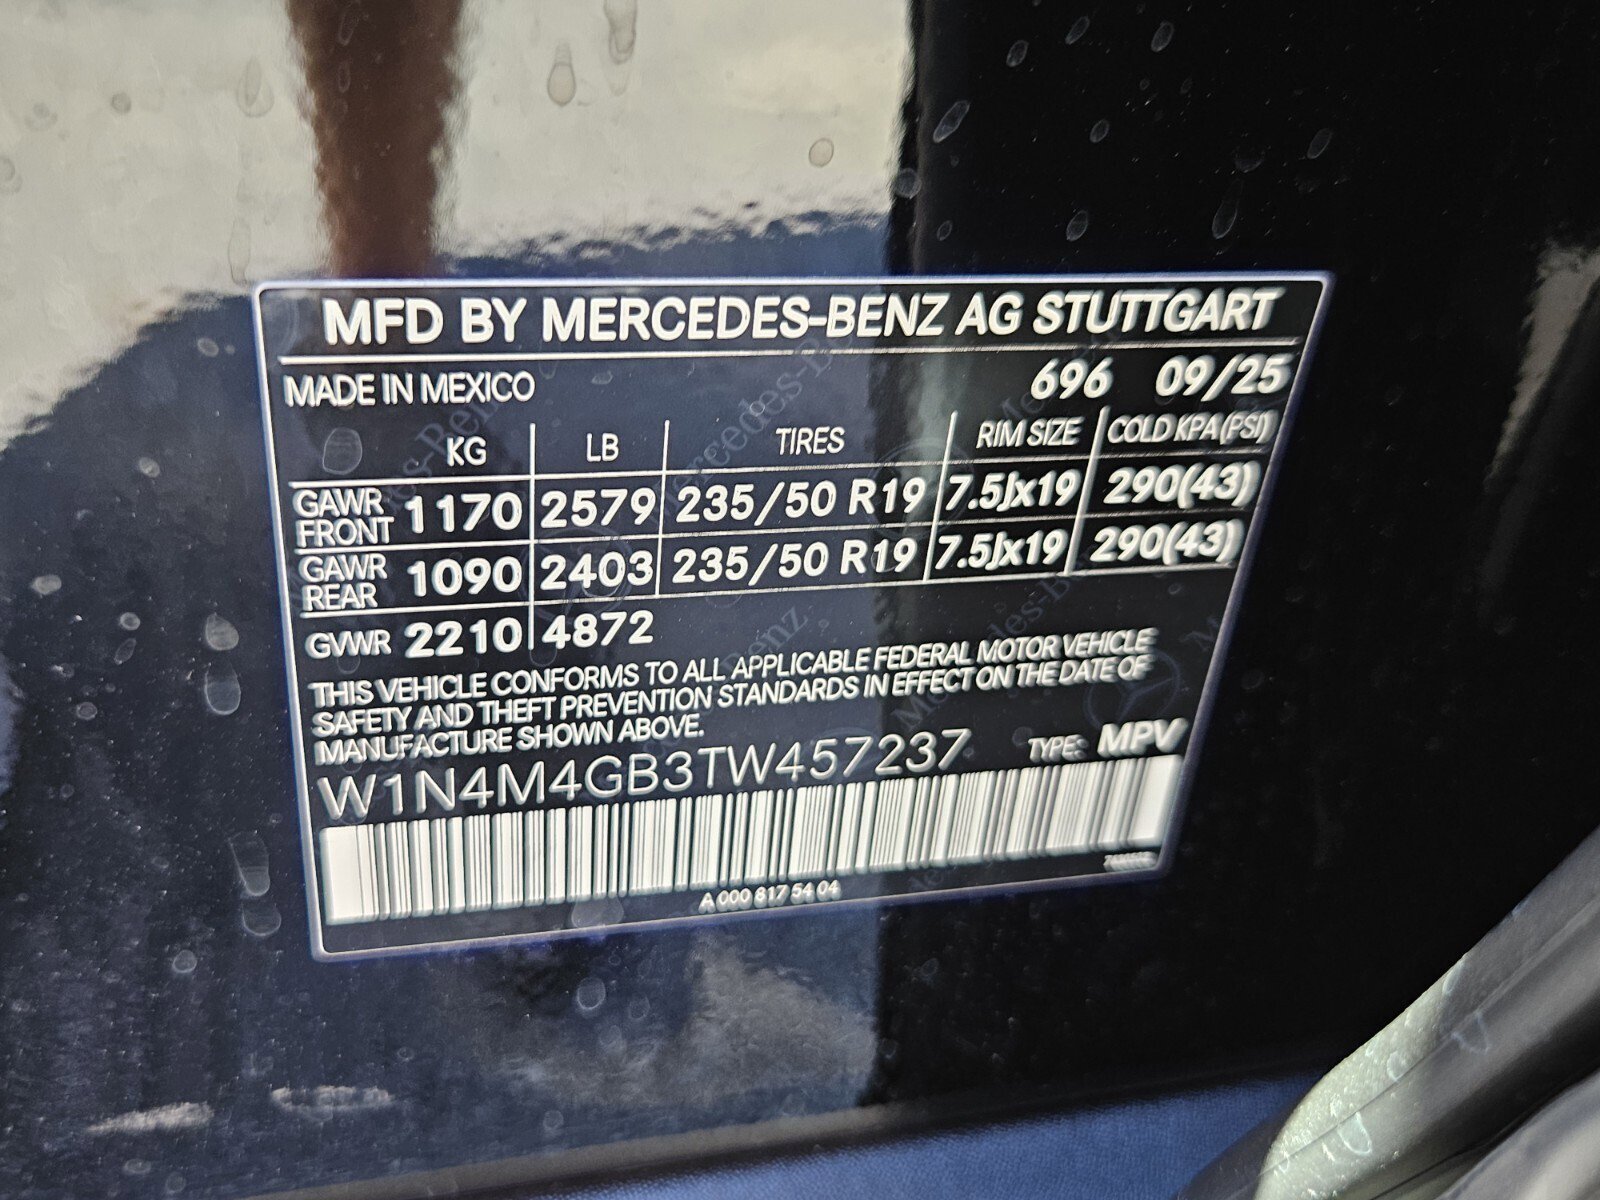 MFD BY MERCEDES-BENZ AG STUTTGART
MADE IN MEXICO 696 09/25
KG LB TIRES RIM SIZE COLD KPA(PSI)
GAWR FRONT 1170 2579 235/50 R19 7.5Jx19 290(43)
GAWR REAR 1090 2403 235/50 R19 7.5Jx19 290(43)
GVWR 2210 4872
THIS VEHICLE CONFORMS TO ALL APPLICABLE FEDERAL MOTOR VEHICLE
SAFETY AND THEFT PREVENTION STANDARDS IN EFFECT ON THE DATE OF
MANUFACTURE SHOWN ABOVE.
W1N4M4GB3TW457237 TYPE: MPV
A 000 817 54 04